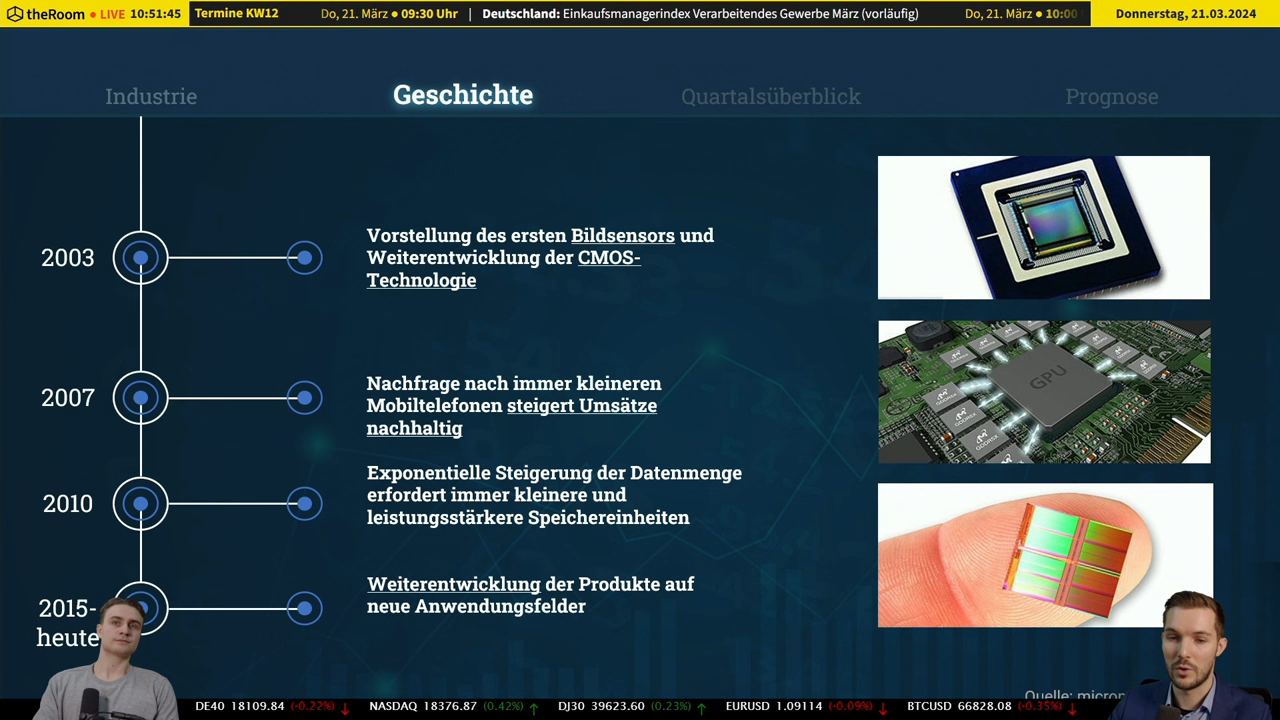 theRoom ● LIVE 10:51:45
Termine KW12
Do, 21. März ● 09:30 Uhr | Deutschland: Einkaufsmanagerindex Verarbeitendes Gewerbe März (vorläufig) Do, 21. März ● 10:00
Donnerstag, 21.03.2024
Industrie Geschichte Quartalsüberblick Prognose
2003
Vorstellung des ersten Bildsensors und
Weiterentwicklung der CMOS-
Technologie
2007
Nachfrage nach immer kleineren
Mobiltelefonen steigert Umsätze
nachhaltig
2010
Exponentielle Steigerung der Datenmenge
erfordert immer kleinere und
leistungsstärkere Speichereinheiten
2015-
heute
Weiterentwicklung der Produkte auf
neue Anwendungsfelder
GPU
Quelle:
DE40 18109.84 (-0.22%) ↓ NASDAQ 18376.87 (0.42%) ↑ DJ30 39623.60 (0.23%) ↑ EURUSD 1.09114 (-0.09%) ↓ BTCUSD 66828.08 (-0.35%) ↓